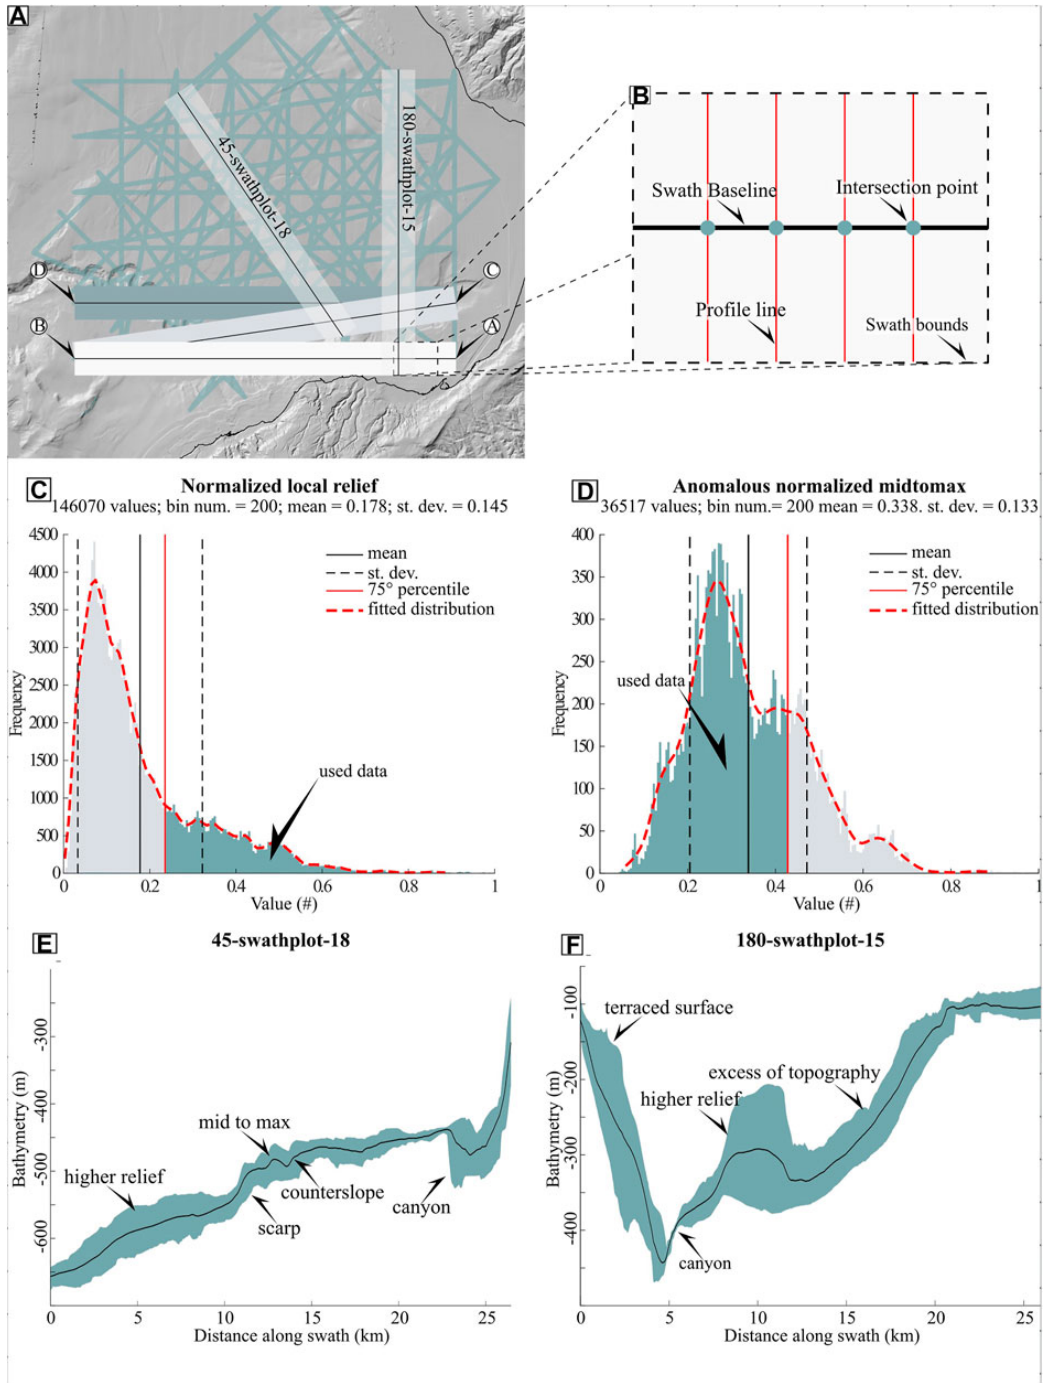 A
180-swathplot-15
45-swathplot-18
D
C
B
A
B
Swath Baseline
Intersection point
Profile line
Swath bounds
C
Normalized local relief
146070 values; bin num. = 200; mean = 0.178; st. dev. = 0.145
4500
4000
3500
3000
2500
2000
1500
1000
500
0
Frequency
mean
st. dev.
75° percentile
fitted distribution
used data
0
0.2
0.4
0.6
0.8
1
Value (#)
D
Anomalous normalized midtomax
36517 values; bin num.= 200 mean = 0.338. st. dev. = 0.133
400
350
300
250
200
150
100
50
0
Frequency
mean
st. dev.
75° percentile
fitted distribution
used data
0
0.2
0.4
0.6
0.8
1
Value (#)
E
45-swathplot-18
-300
-400
-500
-600
Bathymetry (m)
mid to max
higher relief
counterslope
scarp
canyon
0
5
10
15
20
25
Distance along swath (km)
F
180-swathplot-15
-100
-200
-300
-400
Bathymetry (m)
terraced surface
excess of topography
higher relief
canyon
0
5
10
15
20
25
Distance along swath (km)